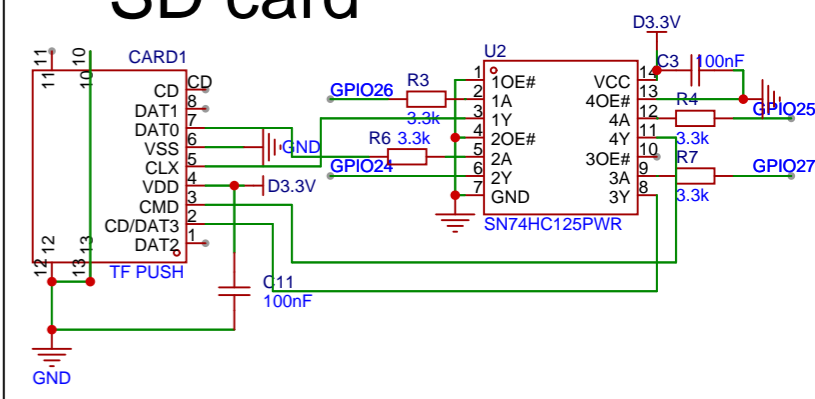 SD card
D3.3V
11
10
CARD1
U2
C3
100nF
11
10
CD
CD
GPIO26
R3
1
1OE#
VCC
14
DAT1
8
2
1A
4OE#
13
R4
GPIO25
DAT0
7
3.3k
3
1Y
4A
12
VSS
6
GND
R6
3.3k
4
2OE#
4Y
11
3.3k
CLX
5
5
2A
3OE#
10
R7
VDD
4
D3.3V
GPIO24
6
2Y
3A
9
GPIO27
CMD
3
7
GND
3Y
8
3.3k
CD/DAT3
2
SN74HC125PWR
12
13
DAT2
1
12
13
TF PUSH
C11
100nF
GND